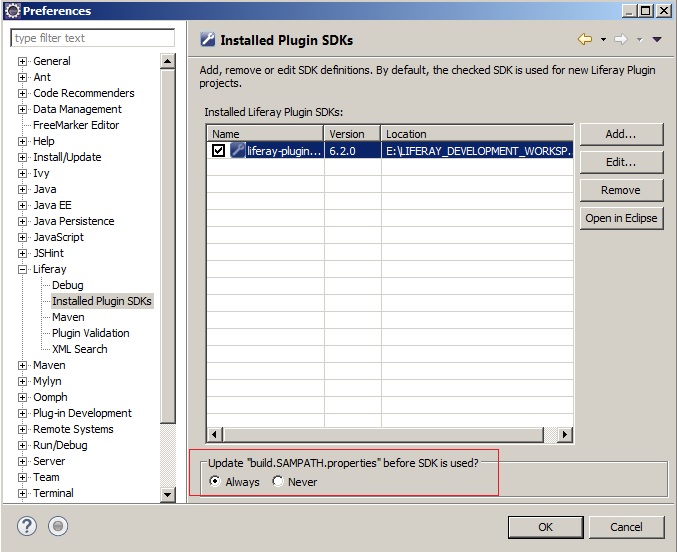 Preferences
type filter text
General
Ant
Code Recommenders
Data Management
FreeMarker Editor
Help
Install/Update
Ivy
Java
Java EE
Java Persistence
JavaScript
JSHint
Liferay
Debug
Installed Plugin SDKs
Maven
Plugin Validation
XML Search
Maven
Mylyn
Oomph
Plug-in Development
Remote Systems
Run/Debug
Server
Team
Terminal
Installed Plugin SDKs
Add, remove or edit SDK definitions. By default, the checked SDK is used for new Liferay Plugin
projects.
Installed Liferay Plugin SDKs:
Name Version Location
liferay-plugin... 6.2.0 E:\LIFERAY_DEVELOPMENT_WORKSP.
Add...
Edit...
Remove
Open in Eclipse
Update "build.SAMPATH.properties" before SDK is used?
Always Never
?
OK Cancel